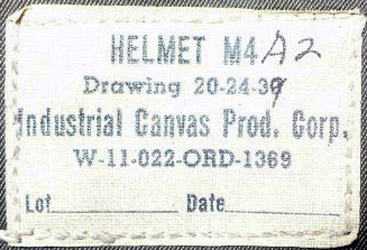 HELMET M4A2
Drawing 20-24-39
Industrial Canvas Prod. Corp.
W-11-022-ORD-1369
Lot Date